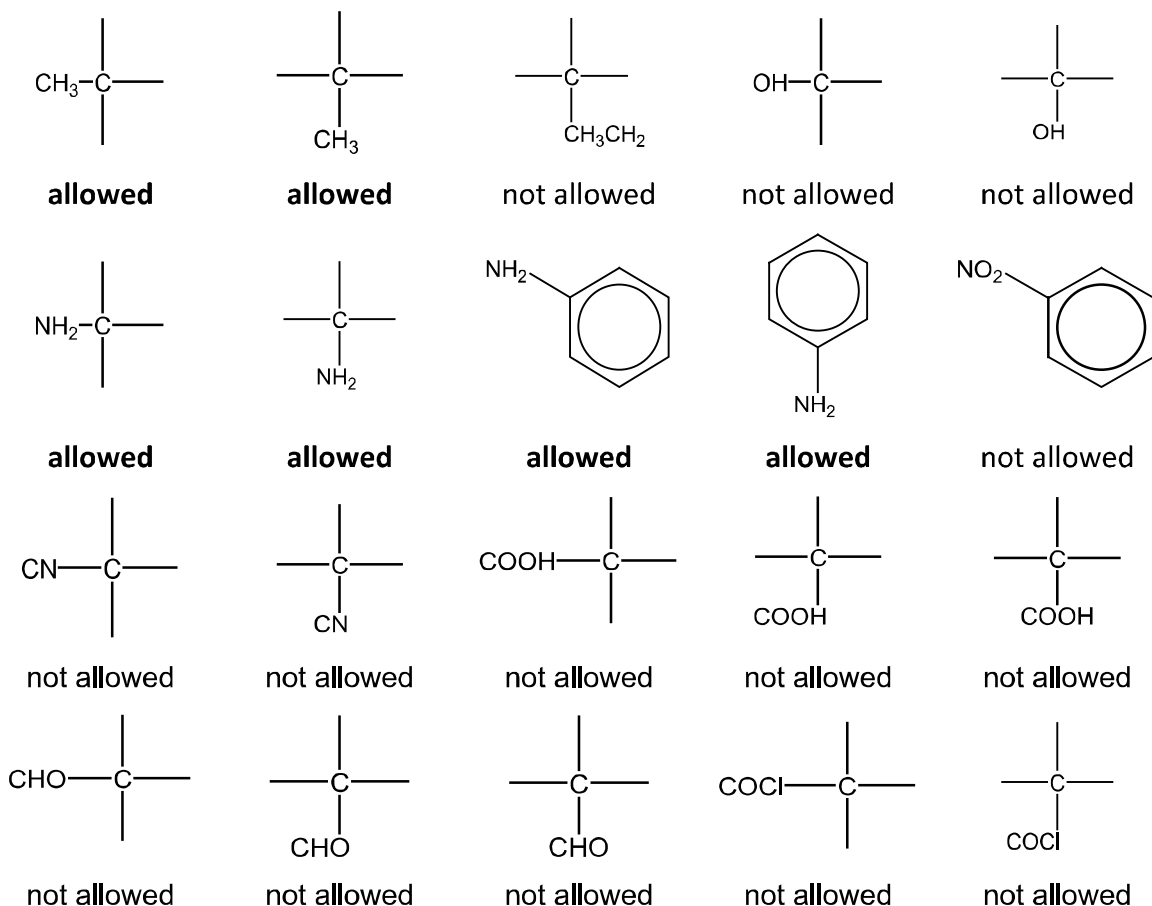 CH₃ C C CH₃ C CH₃CH₂ OH C C OH
allowed allowed not allowed not allowed not allowed
NH₂ C C NH₂ NH₂ NH₂ NO₂
allowed allowed allowed allowed not allowed
CN C C CN COOH C C COOH C COOH
not allowed not allowed not allowed not allowed not allowed
CHO C C CHO C CHO COCl C C COCl
not allowed not allowed not allowed not allowed not allowed